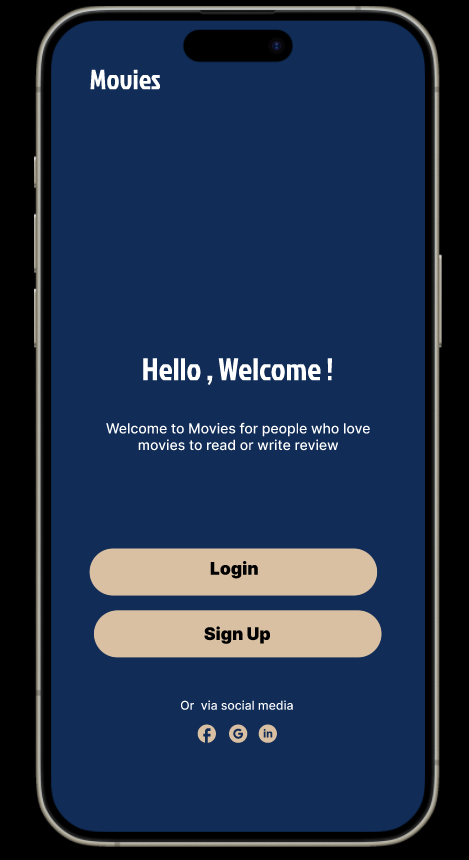 Movies
Hello , Welcome !
Welcome to Movies for people who love
movies to read or write review
Login
Sign Up
Or  via social media
f G in